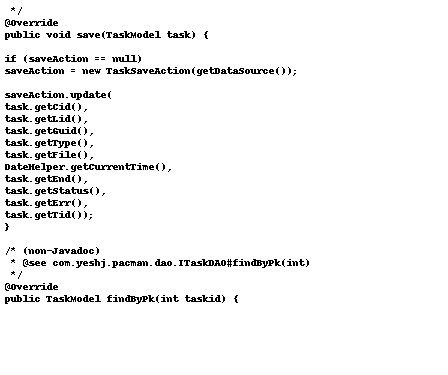 */
@Override
public void save(TaskModel task) {
if (saveAction == null)
saveAction = new TaskSaveAction(getDataSource());
saveAction.update(
task.getCid(),
task.getLid(),
task.getGuid(),
task.getType(),
task.getFile(),
DateHelper.getCurrentTime(),
task.getEnd(),
task.getStatus(),
task.getErr(),
task.getTid());
}
/* (non-Javadoc)
* @see com.yeshj.pacman.dao.ITaskDAO#findByPk(int)
*/
@Override
public TaskModel findByPk(int taskid) {